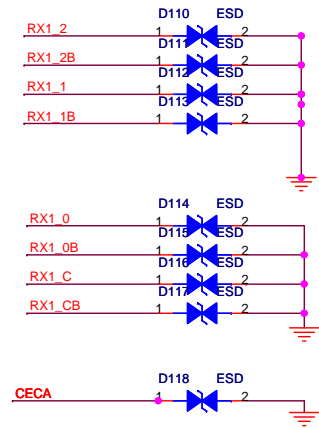 D110 ESD
RX1_2 1 2
D111 ESD
RX1_2B 1 2
D112 ESD
RX1_1 1 2
D113 ESD
RX1_1B 1 2
D114 ESD
RX1_0 1 2
D115 ESD
RX1_0B 1 2
D116 ESD
RX1_C 1 2
D117 ESD
RX1_CB 1 2
D118 ESD
CECA 1 2